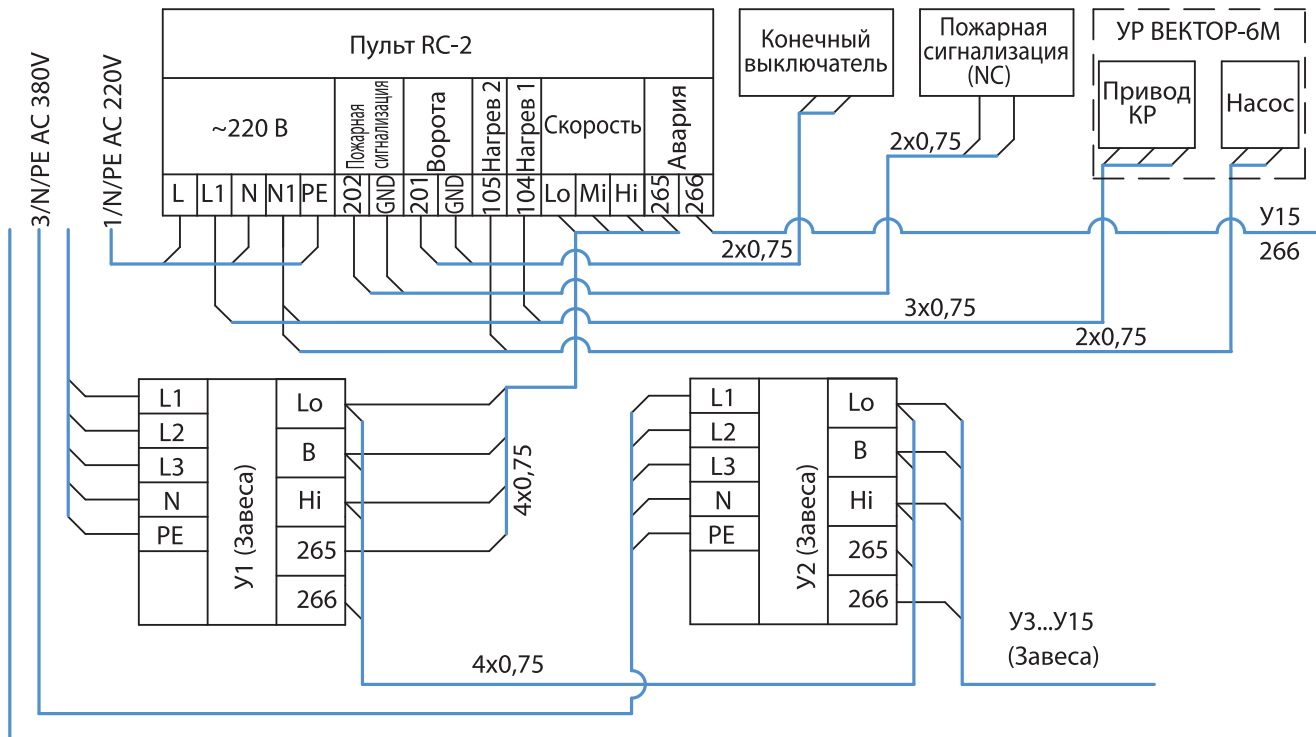 3/N/PE AC 380V
1/N/PE AC 220V
Пульт RC-2
~220 В
Пожарная
сигнализация
Ворота
Нагрев 2
Нагрев 1
Скорость
Авария
L
L1
N
N1
PE
202
GND
201
GND
105
104
Lo
Mi
Hi
265
266
Конечный
выключатель
Пожарная
сигнализация
(NC)
УР ВЕКТОР-6М
Привод
КР
Насос
2x0,75
2x0,75
3x0,75
2x0,75
У15
266
L1
L2
L3
N
PE
У1 (Завеса)
Lo
B
Hi
265
266
4x0,75
L1
L2
L3
N
PE
У2 (Завеса)
Lo
B
Hi
265
266
4x0,75
У3...У15
(Завеса)